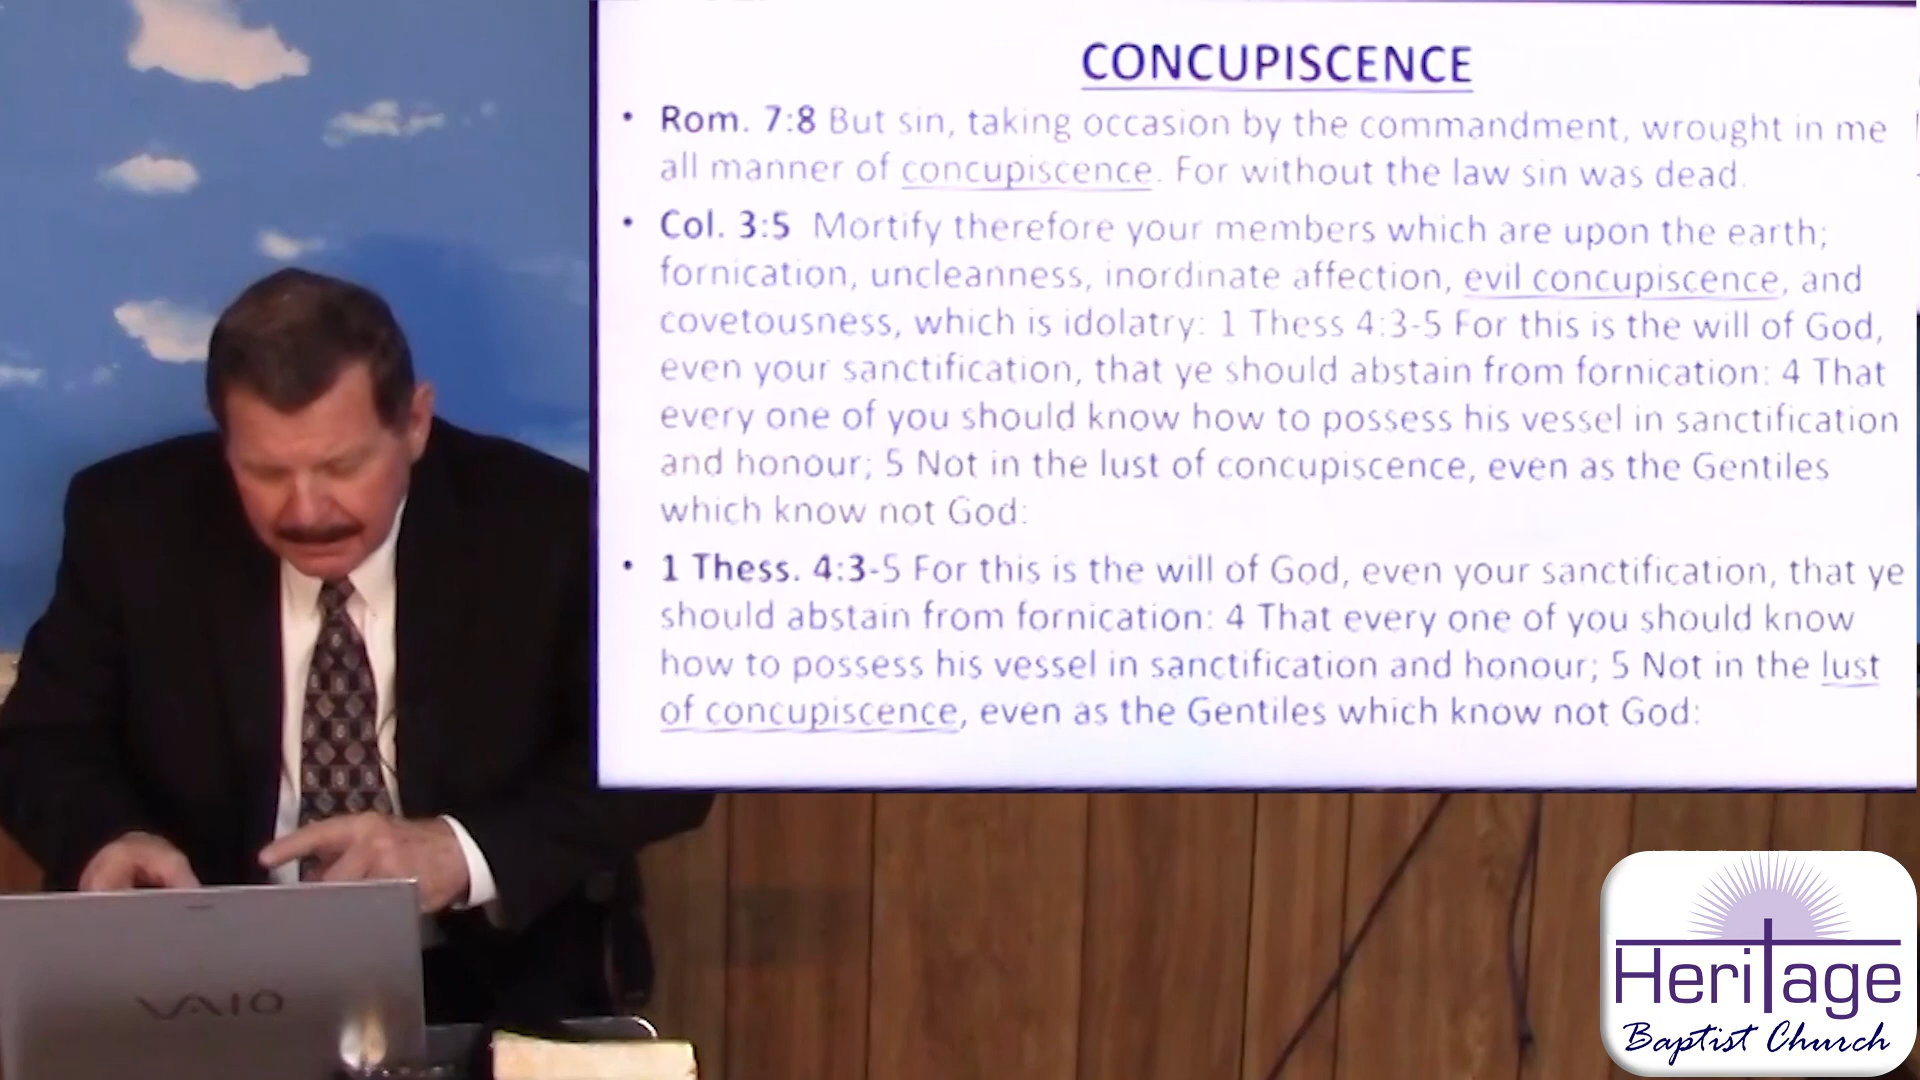 CONCUPISCENCE
• Rom. 7:8 But sin, taking occasion by the commandment, wrought in me
all manner of concupiscence. For without the law sin was dead.
• Col. 3:5 Mortify therefore your members which are upon the earth;
fornication, uncleanness, inordinate affection, evil concupiscence, and
covetousness, which is idolatry: 1 Thess 4:3-5 For this is the will of God,
even your sanctification, that ye should abstain from fornication: 4 That
every one of you should know how to possess his vessel in sanctification
and honour; 5 Not in the lust of concupiscence, even as the Gentiles
which know not God:
• 1 Thess. 4:3-5 For this is the will of God, even your sanctification, that ye
should abstain from fornication: 4 That every one of you should know
how to possess his vessel in sanctification and honour; 5 Not in the lust
of concupiscence, even as the Gentiles which know not God:
VAIO
Heritage
Baptist Church